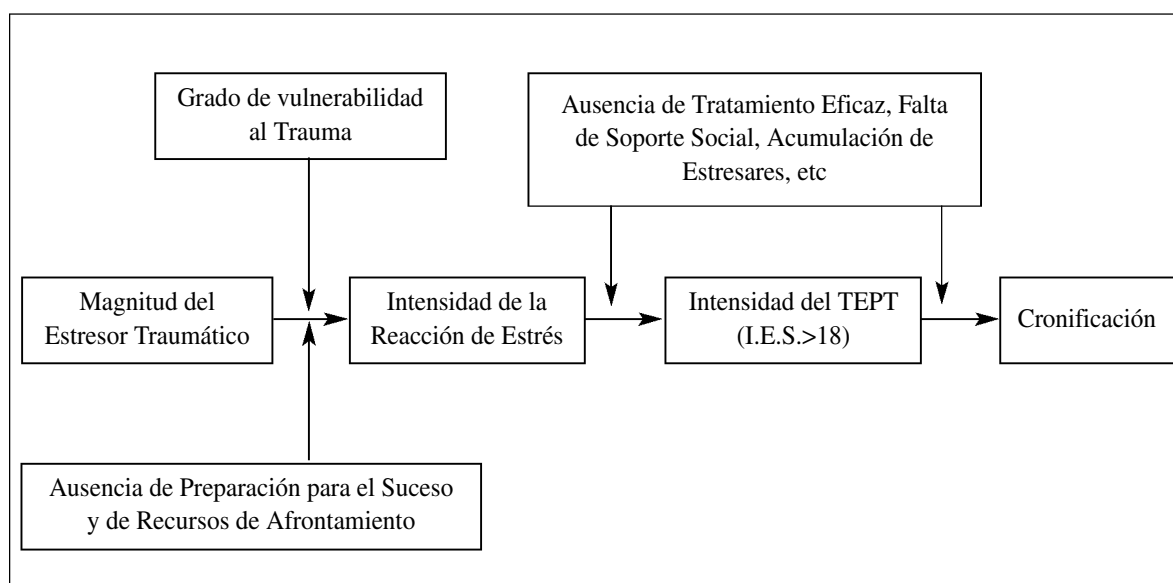 Grado de vulnerabilidad
al Trauma
Ausencia de Tratamiento Eficaz, Falta
de Soporte Social, Acumulación de
Estresares, etc
Magnitud del
Estresor Traumático
Intensidad de la
Reacción de Estrés
Intensidad del TEPT
(I.E.S.>18)
Cronificación
Ausencia de Preparación para el Suceso
y de Recursos de Afrontamiento